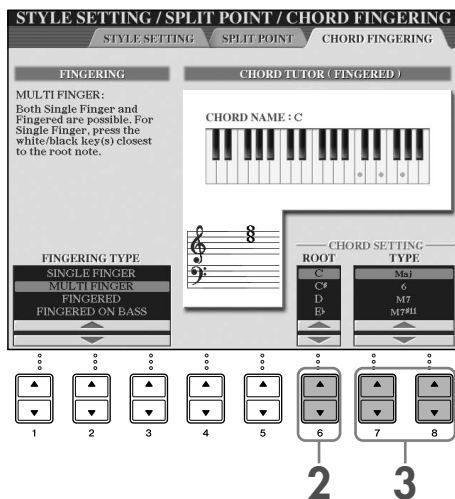 STYLE SETTING / SPLIT POINT / CHORD FINGERING
STYLE SETTING
SPLIT POINT
CHORD FINGERING
FINGERING
MULTI FINGER:
Both Single Finger and
Fingered are possible. For
Single Finger, press the
white/black key(s) closest
to the root note.
CHORD TUTOR ( FINGERED )
CHORD NAME : C
FINGERING TYPE
SINGLE FINGER
MULTI FINGER
FINGERED
FINGERED ON BASS
CHORD SETTING
ROOT
C
C♯
D
E♭
TYPE
Maj
6
M7
M7♯11
1 2 3 4 5 6 7 8
2 3